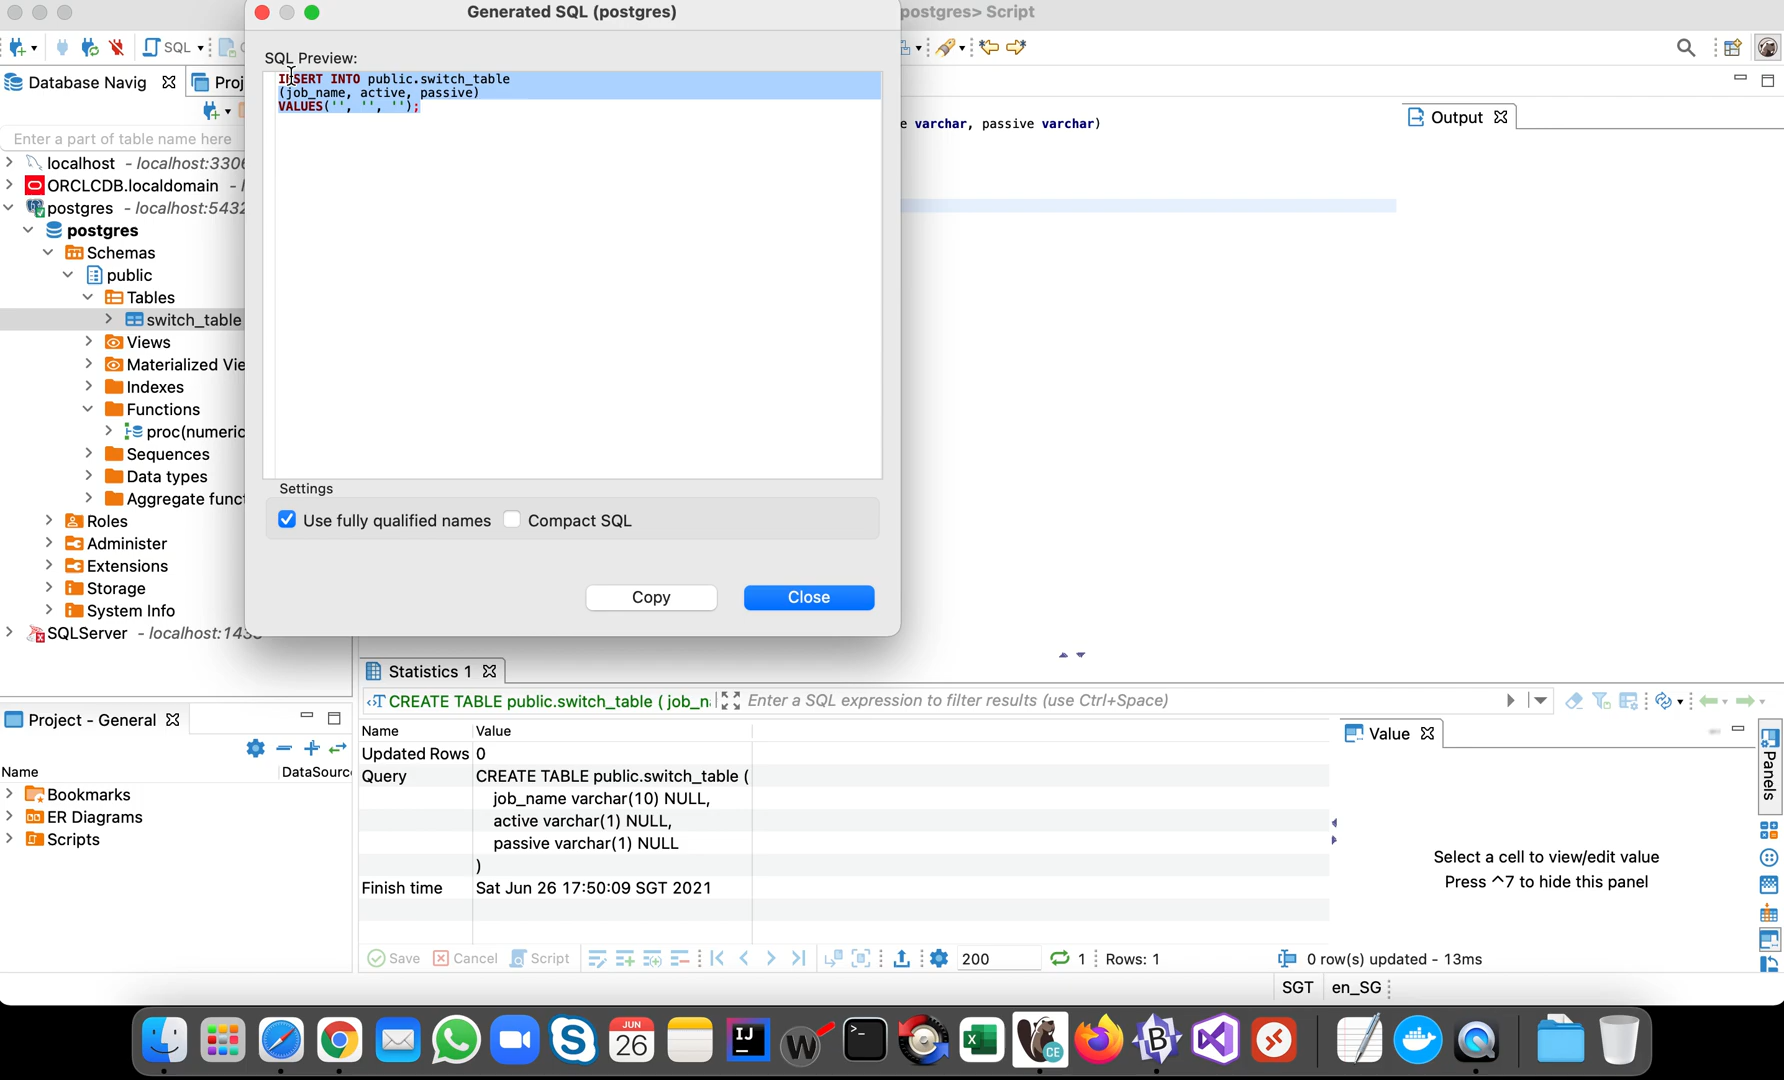 Generated SQL (postgres)
postgres> Script
SQL
Database Navig
Proj
Enter a part of table name here
localhost - localhost:3306
ORCLCDB.localdomain - l
postgres - localhost:5432
postgres
Schemas
public
Tables
switch_table
Views
Materialized Vie
Indexes
Functions
proc(numeric
Sequences
Data types
Aggregate funct
Roles
Administer
Extensions
Storage
System Info
SQLServer - localhost:1433
SQL Preview:
INSERT INTO public.switch_table
(job_name, active, passive)
VALUES('', '', '');
Settings
Use fully qualified names
Compact SQL
Copy
Close
e varchar, passive varchar)
Output
Project - General
Name
DataSourc
Bookmarks
ER Diagrams
Scripts
Statistics 1
CREATE TABLE public.switch_table ( job_n
Enter a SQL expression to filter results (use Ctrl+Space)
Name Value
Updated Rows 0
Query CREATE TABLE public.switch_table (
job_name varchar(10) NULL,
active varchar(1) NULL,
passive varchar(1) NULL
)
Finish time Sat Jun 26 17:50:09 SGT 2021
Value
Panels
Select a cell to view/edit value
Press ^7 to hide this panel
Save Cancel Script
200
1
Rows: 1
0 row(s) updated - 13ms
SGT en_SG
JUN
26
IJ
W
CE
B